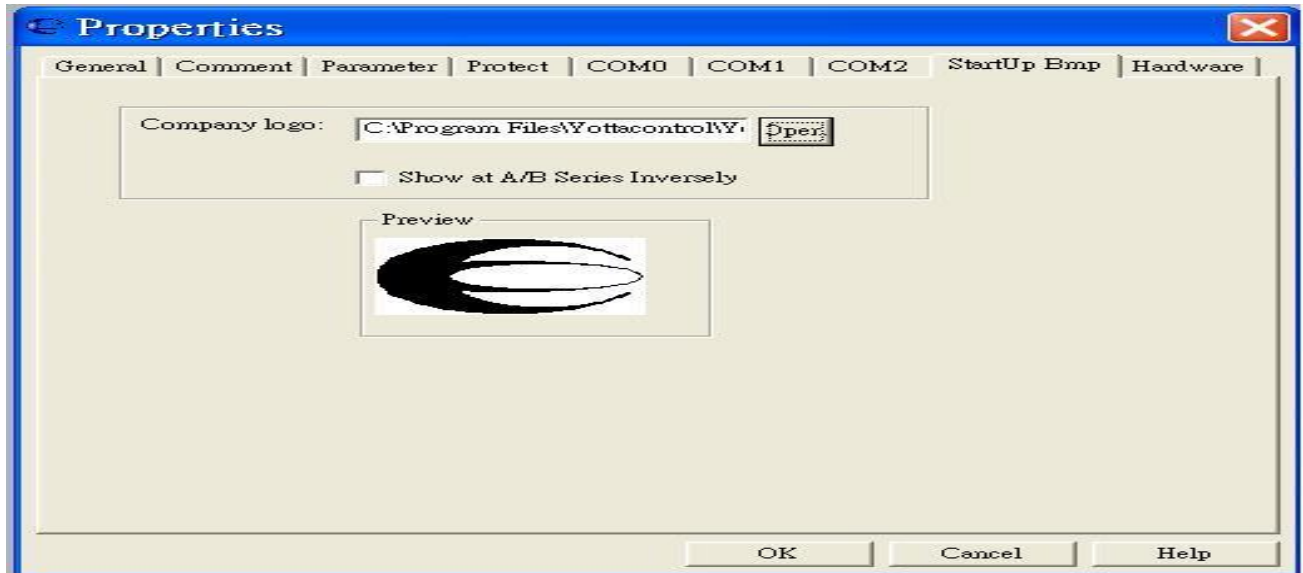 Properties
General Comment Parameter Protect COM0 COM1 COM2 StartUp Bmp Hardware
Company logo: C:\Program Files\Yottacontrol\Y Open
Show at A/B Series Inversely
Preview
OK Cancel Help